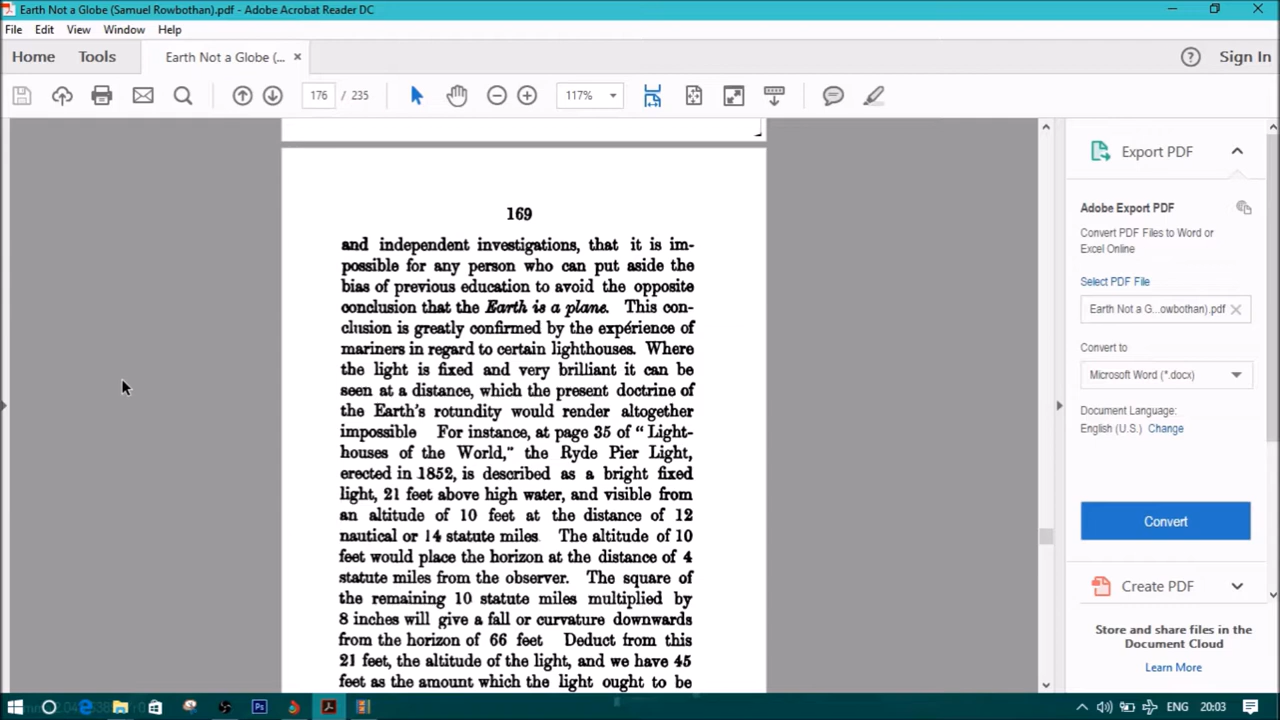 Earth Not a Globe (Samuel Rowbothan).pdf - Adobe Acrobat Reader DC
File Edit View Window Help
Home Tools Earth Not a Globe (... × Sign In
176 / 235 117%
169
and independent investigations, that it is im-
possible for any person who can put aside the
bias of previous education to avoid the opposite
conclusion that the Earth is a plane. This con-
clusion is greatly confirmed by the expérience of
mariners in regard to certain lighthouses. Where
the light is fixed and very brilliant it can be
seen at a distance, which the present doctrine of
the Earth's rotundity would render altogether
impossible For instance, at page 35 of "Light-
houses of the World," the Ryde Pier Light,
erected in 1852, is described as a bright fixed
light, 21 feet above high water, and visible from
an altitude of 10 feet at the distance of 12
nautical or 14 statute miles. The altitude of 10
feet would place the horizon at the distance of 4
statute miles from the observer. The square of
the remaining 10 statute miles multiplied by
8 inches will give a fall or curvature downwards
from the horizon of 66 feet Deduct from this
21 feet, the altitude of the light, and we have 45
feet as the amount which the light ought to be
Export PDF
Adobe Export PDF
Convert PDF Files to Word or
Excel Online
Select PDF File
Earth Not a G...owbothan).pdf
Convert to
Microsoft Word (*.docx)
Document Language:
English (U.S.) Change
Convert
Create PDF
Store and share files in the
Document Cloud
Learn More
ENG 20:03